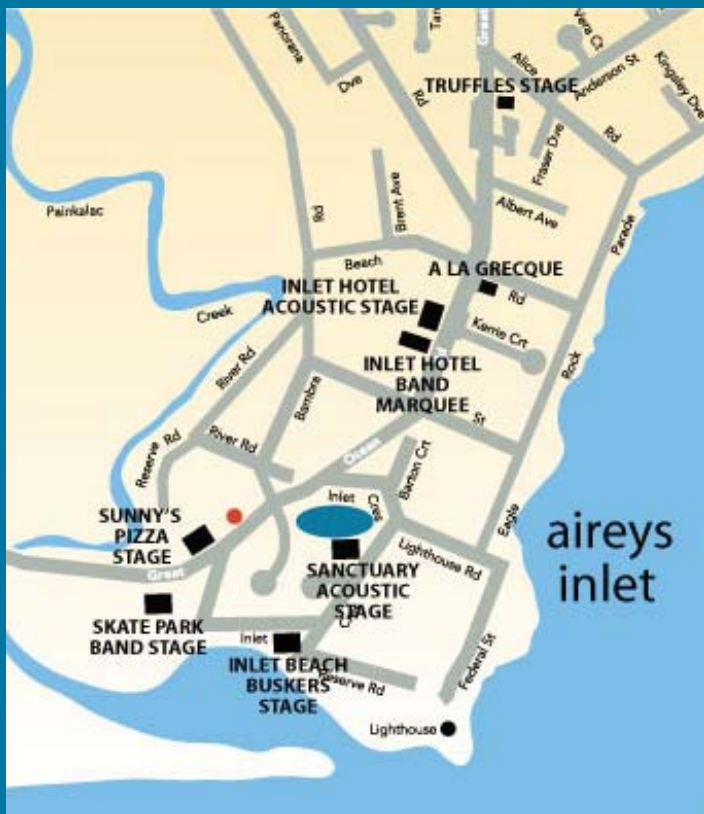 Panorana
Dve
Tar
Great
Vera Ct
Alice
Anderson St
Kingsley Dve
Rd
TRUFFLES STAGE
Fraser Dve
Rd
Painkalac
Rd
Brent Ave
Albert Ave
Parade
Beach
A LA GRECQUE
INLET HOTEL
ACOUSTIC STAGE
Rd
Creek
Kerrie Crt
INLET HOTEL
BAND
MARQUEE
River Rd
Rock
Bambre
St
Reserve Rd
River Rd
Ocean
Barton Crt
Inlet
Cres
Eagle
aireys
inlet
SUNNY'S
PIZZA
STAGE
Great
Lighthouse Rd
SANCTUARY
ACOUSTIC
STAGE
SKATE PARK
BAND STAGE
Inlet
INLET BEACH
BUSKERS
STAGE
Reserve Rd
Federal St
Lighthouse